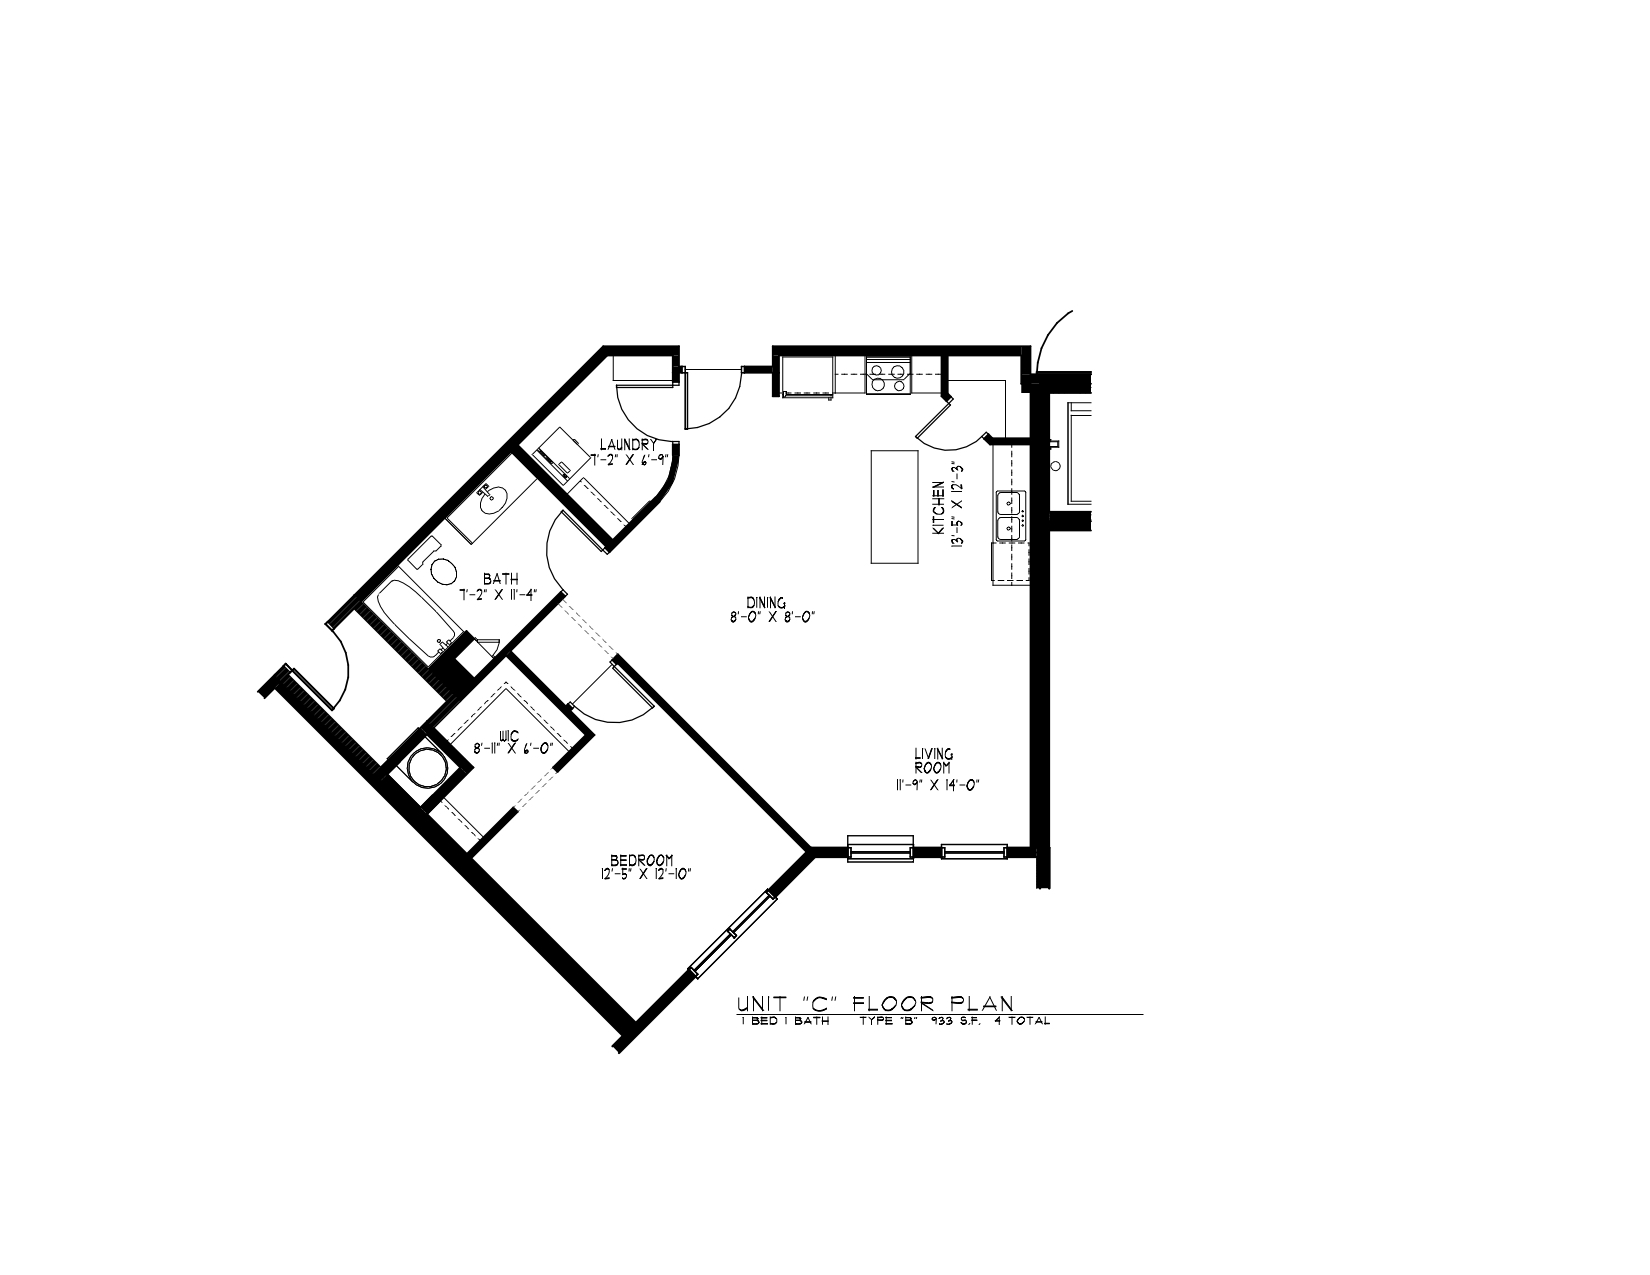 LAUNDRY
7'-2" X 6'-9"
KITCHEN
13'-5" X 12'-3"
BATH
7'-2" X 11'-4"
DINING
8'-0" X 8'-0"
WIC
8'-11" X 6'-0"
LIVING
ROOM
11'-9" X 14'-0"
BEDROOM
12'-5" X 12'-10"
UNIT "C" FLOOR PLAN
1 BED 1 BATH TYPE "B" 933 S.F. 4 TOTAL